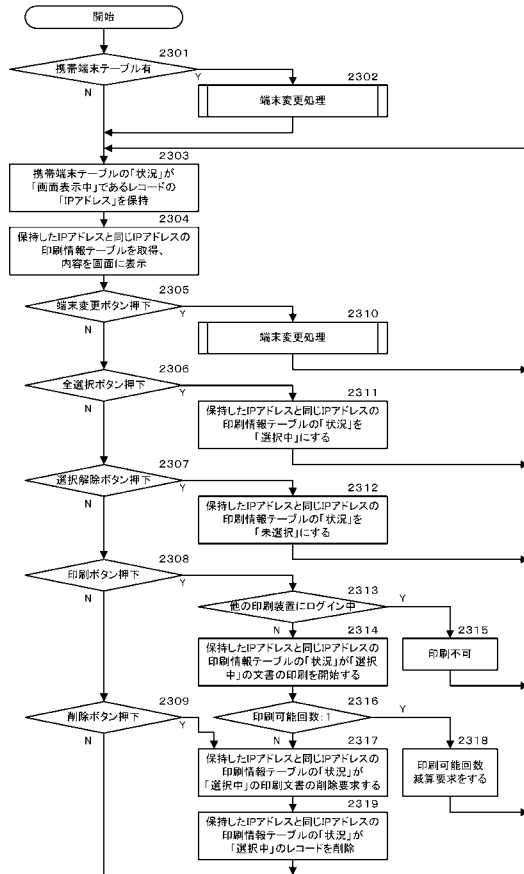 開始
2301
携帯端末テーブル有
Y
N
2302
端末変更処理
2303
携帯端末テーブルの「状況」が
「画面表示中」であるレコードの
「IPアドレス」を保持
2304
保持したIPアドレスと同じIPアドレスの
印刷情報テーブルを取得、
内容を画面に表示
2305
端末変更ボタン押下
Y
N
2310
端末変更処理
2306
全選択ボタン押下
Y
N
2311
保持したIPアドレスと同じIPアドレスの
印刷情報テーブルの「状況」を
「選択中」にする
2307
選択解除ボタン押下
Y
N
2312
保持したIPアドレスと同じIPアドレスの
印刷情報テーブルの「状況」を
「未選択」にする
2308
印刷ボタン押下
Y
N
2313
他の印刷装置にログイン中
Y
N
2315
印刷不可
2314
保持したIPアドレスと同じIPアドレスの
印刷情報テーブルの「状況」が「選択
中」の文書の印刷を開始する
2309
削除ボタン押下
Y
N
2316
印刷可能回数:1
Y
N
2318
印刷可能回数
減算要求をする
2317
保持したIPアドレスと同じIPアドレスの
印刷情報テーブルの「状況」が
「選択中」の印刷文書の削除要求する
2319
保持したIPアドレスと同じIPアドレスの
印刷情報テーブルの「状況」が
「選択中」のレコードを削除